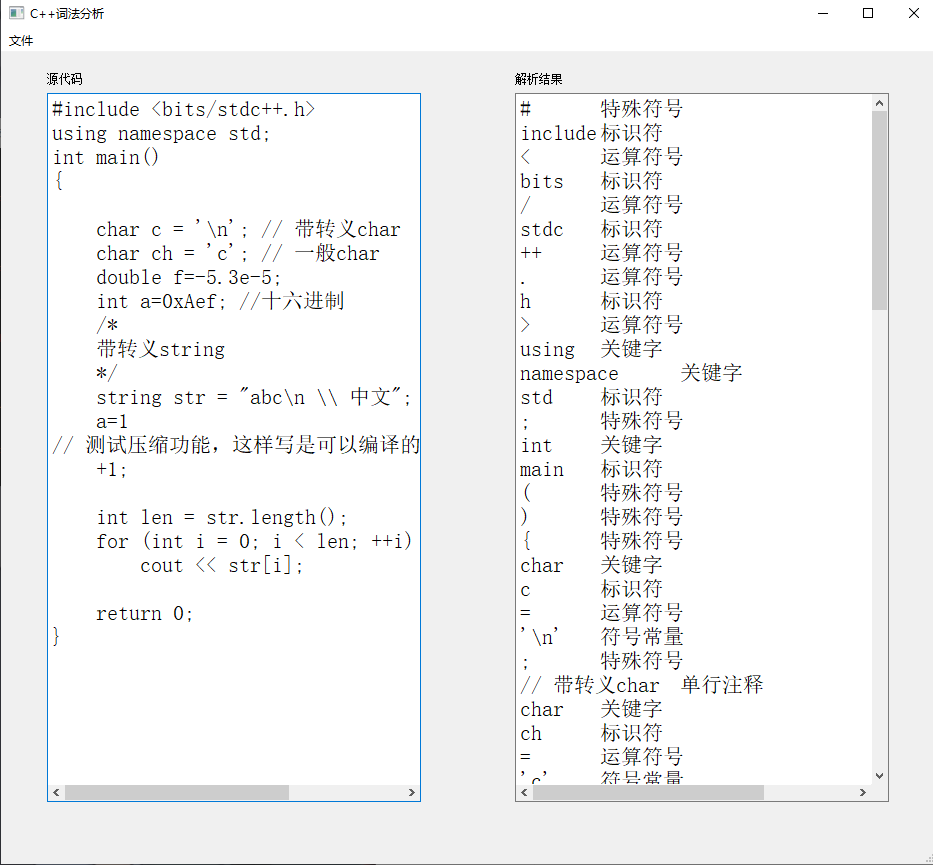 C++词法分析
文件
源代码
#include <bits/stdc++.h>
using namespace std;
int main()
{
char c = '\n'; // 带转义char
char ch = 'c'; // 一般char
double f=-5.3e-5;
int a=0xAef; //十六进制
/*
带转义string
*/
string str = "abc\n \\ 中文";
a=1
// 测试压缩功能，这样写是可以编译的
+1;
int len = str.length();
for (int i = 0; i < len; ++i)
cout << str[i];
return 0;
}
解析结果
# 特殊符号
include 标识符
< 运算符号
bits 标识符
/ 运算符号
stdc 标识符
++ 运算符号
. 运算符号
h 标识符
> 运算符号
using 关键字
namespace 关键字
std 标识符
; 特殊符号
int 关键字
main 标识符
( 特殊符号
) 特殊符号
{ 特殊符号
char 关键字
c 标识符
= 运算符号
'\n' 符号常量
; 特殊符号
// 带转义char 单行注释
char 关键字
ch 标识符
= 运算符号
'c' 符号常量